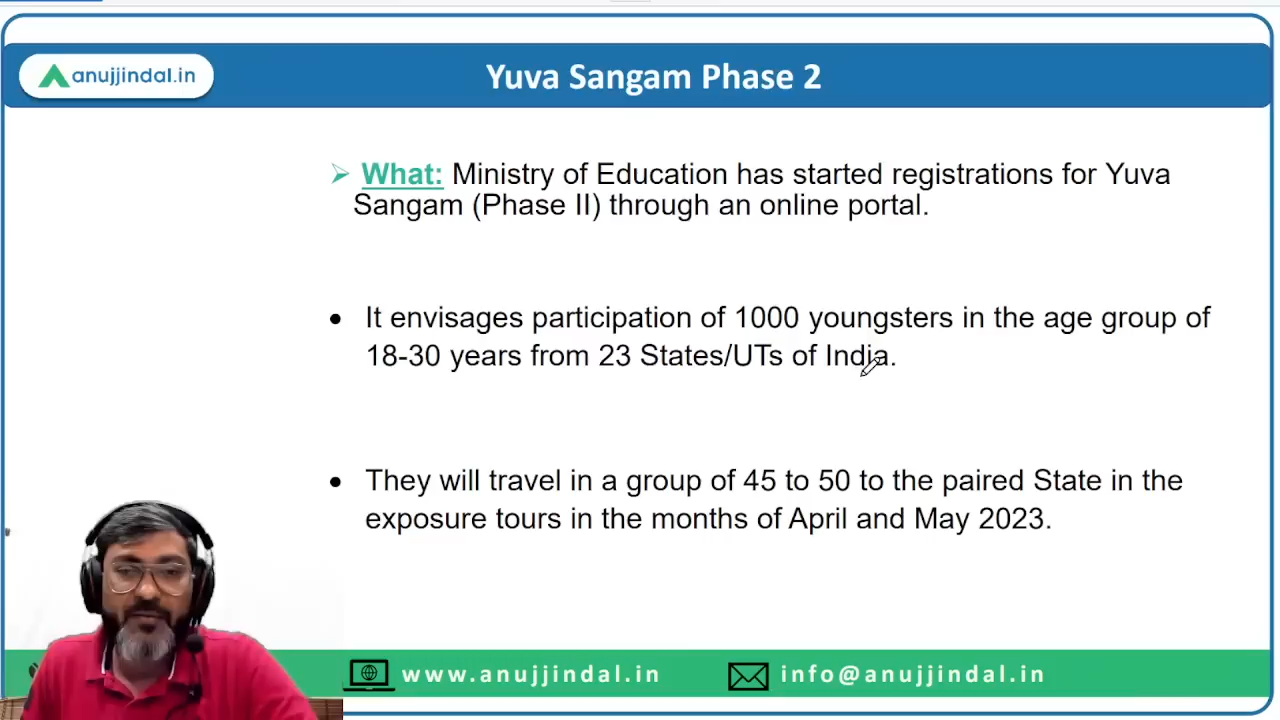 anujjindal.in
Yuva Sangam Phase 2
➢ What: Ministry of Education has started registrations for Yuva
Sangam (Phase II) through an online portal.
• It envisages participation of 1000 youngsters in the age group of
18-30 years from 23 States/UTs of India.
• They will travel in a group of 45 to 50 to the paired State in the
exposure tours in the months of April and May 2023.
www.anujjindal.in
info@anujjindal.in